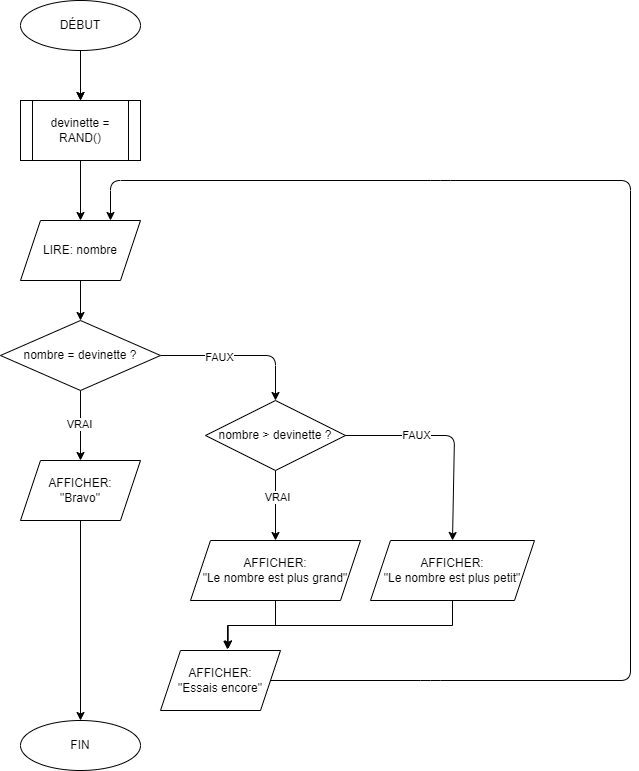 DÉBUT
devinette =
RAND()
LIRE: nombre
nombre = devinette ?
FAUX
VRAI
nombre > devinette ?
FAUX
VRAI
AFFICHER:
"Bravo"
AFFICHER:
"Le nombre est plus grand"
AFFICHER:
"Le nombre est plus petit"
AFFICHER:
"Essais encore"
FIN